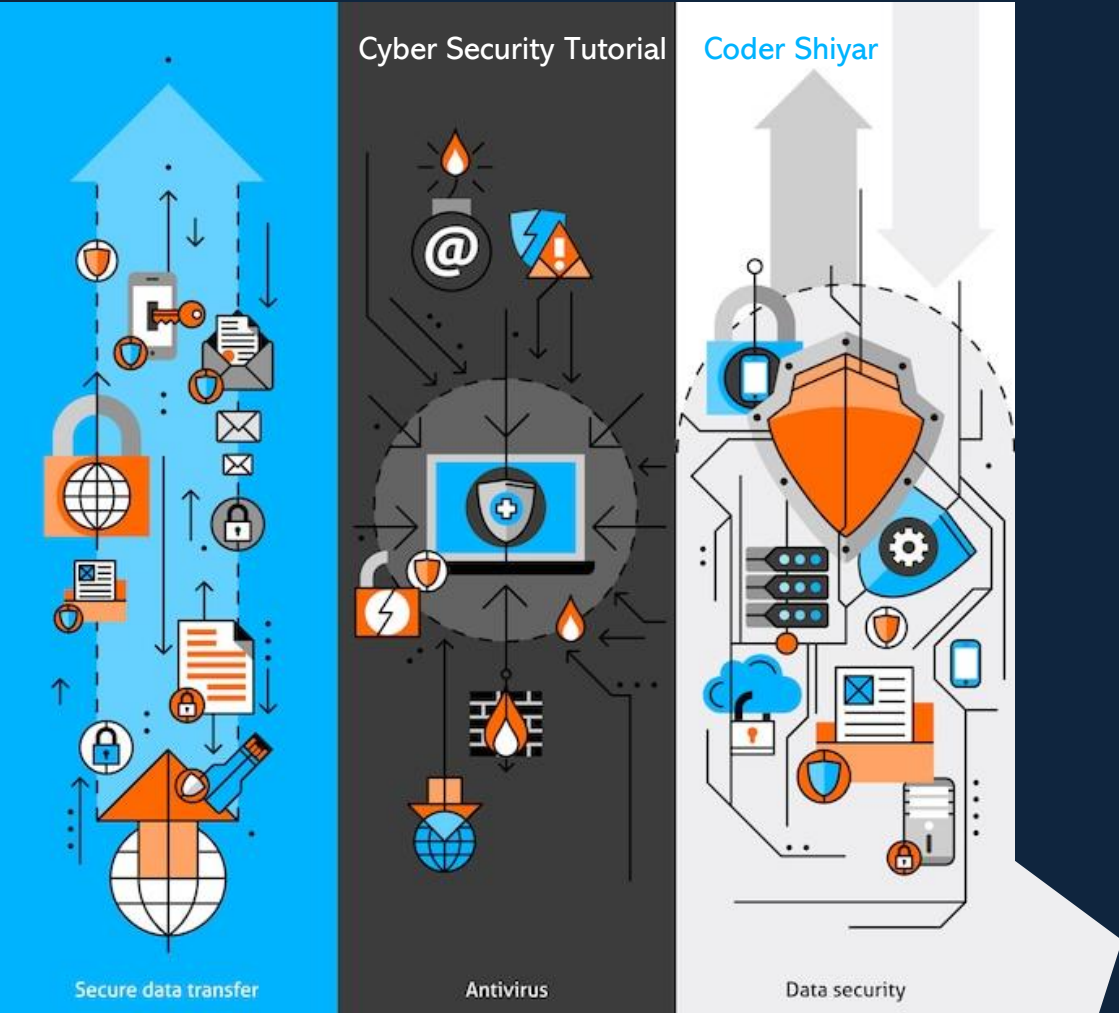 Cyber Security Tutorial
Coder Shiyar
@
Secure data transfer
Antivirus
Data security